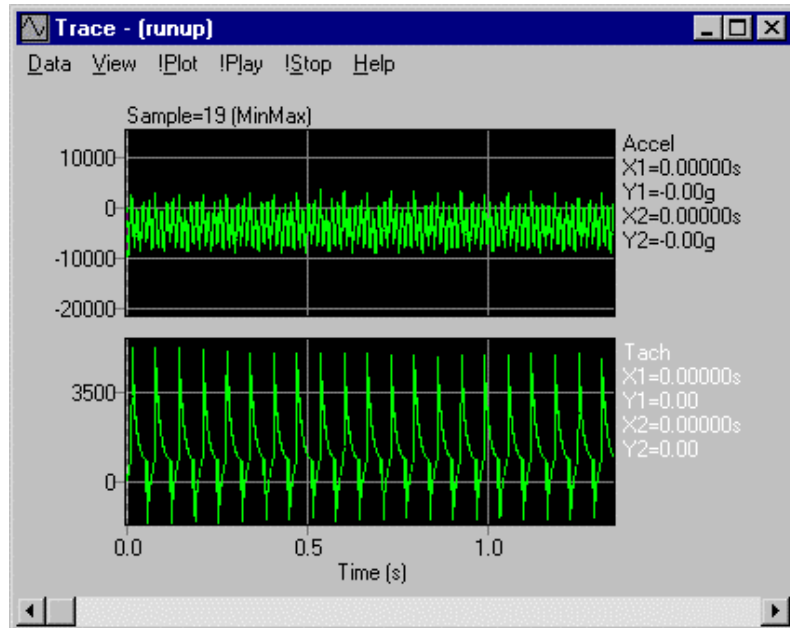 Trace - (runup)
Data View !Plot !Play !Stop Help
Sample=19 (MinMax)
10000
0
-10000
-20000
Accel
X1=0.00000s
Y1=-0.00g
X2=0.00000s
Y2=-0.00g
3500
0
Tach
X1=0.00000s
Y1=0.00
X2=0.00000s
Y2=0.00
0.0 0.5 1.0
Time (s)